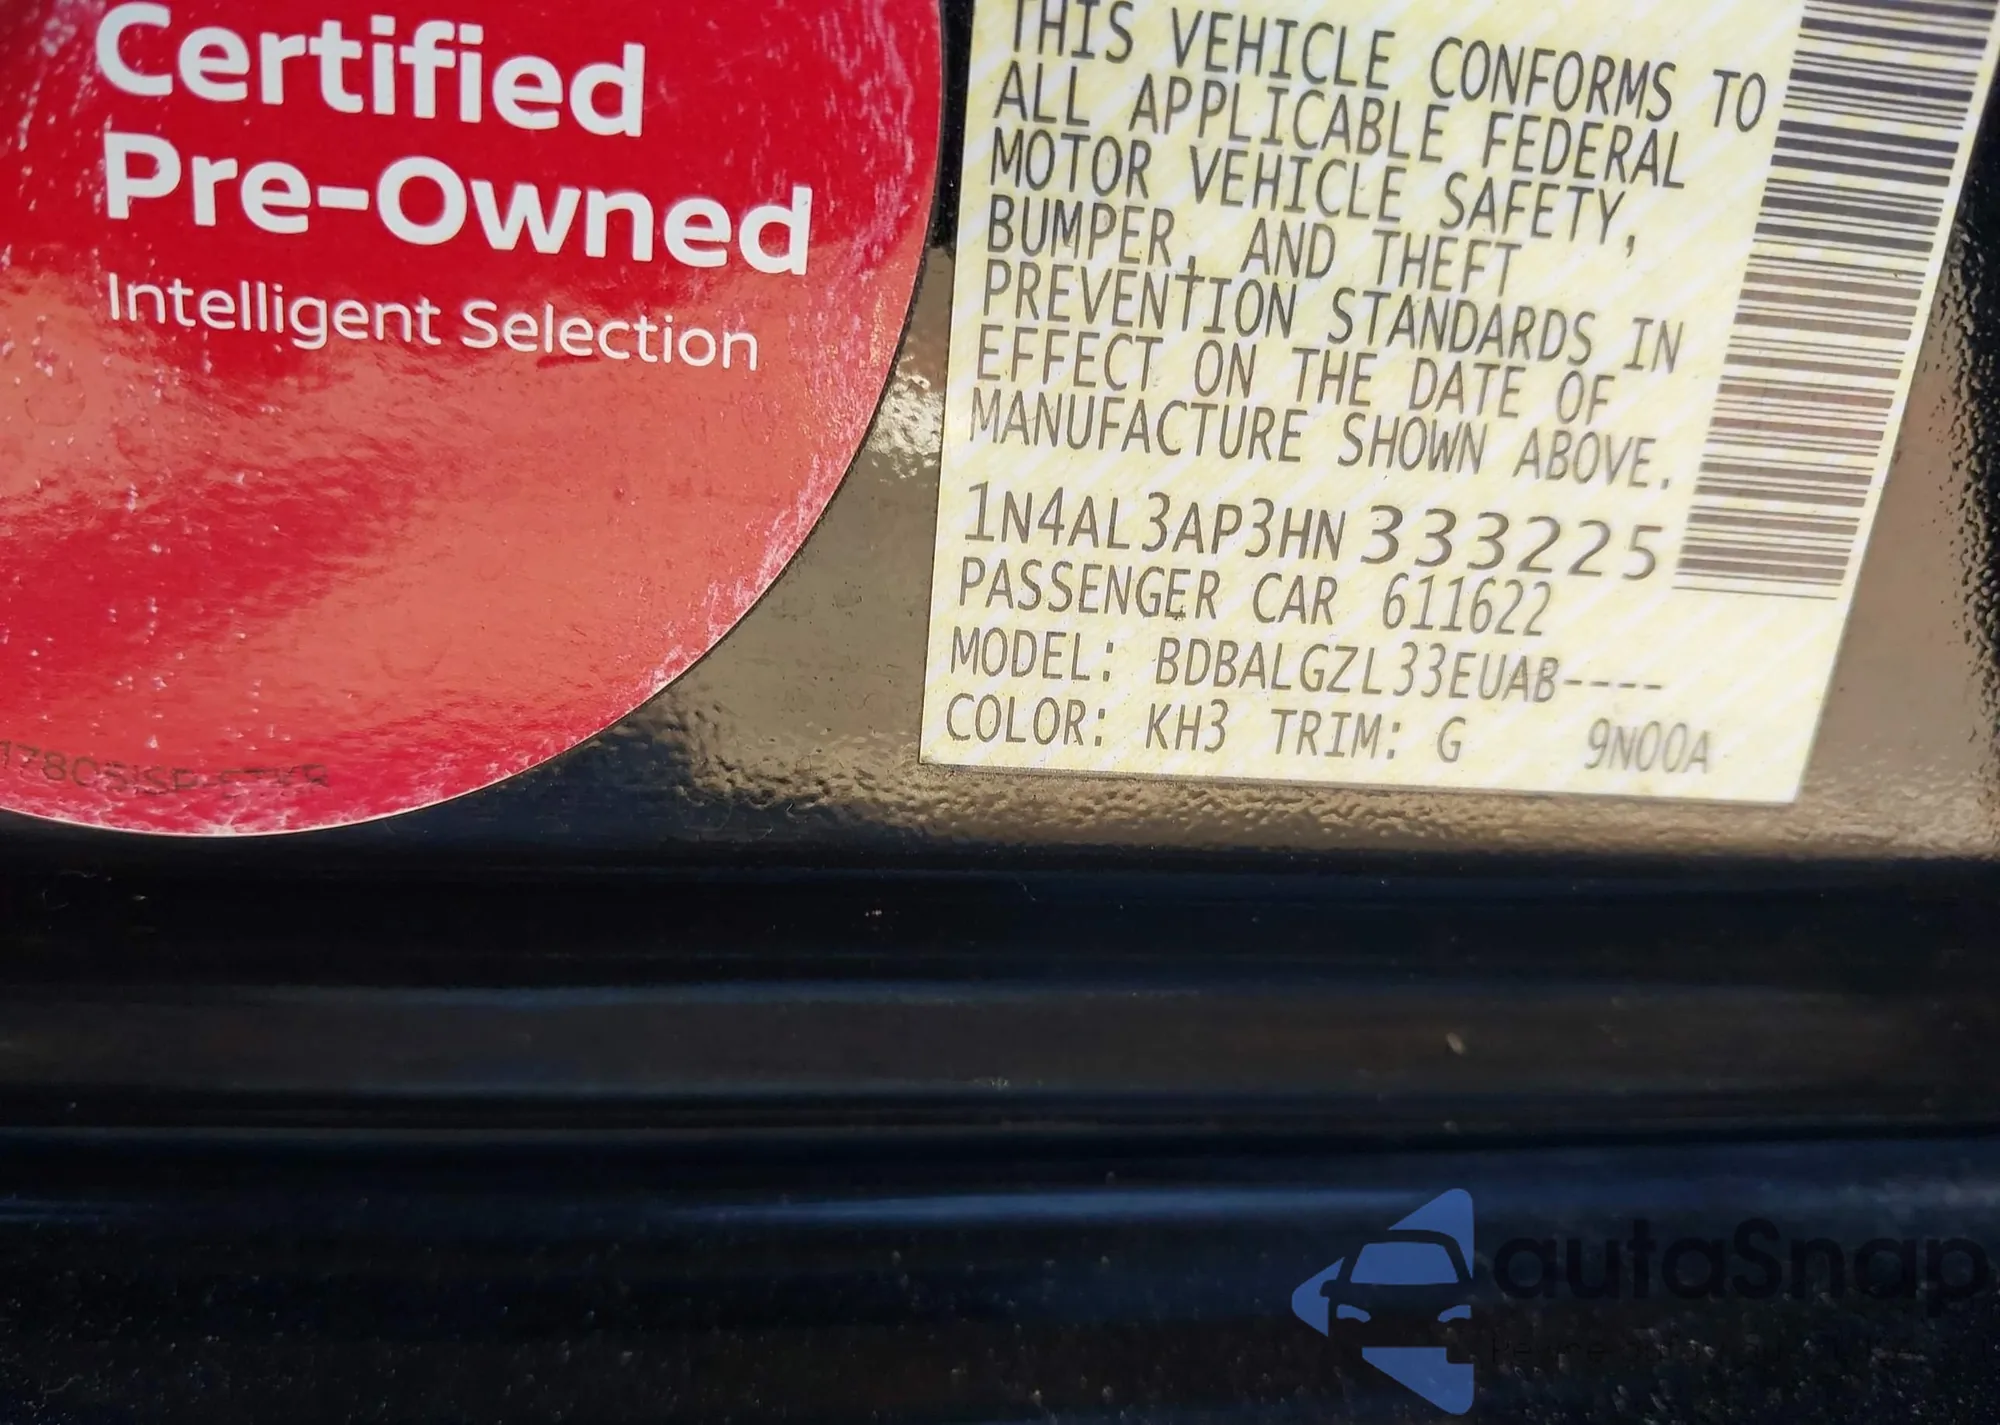 Certified
Pre-Owned
Intelligent Selection
THIS VEHICLE CONFORMS TO
ALL APPLICABLE FEDERAL
MOTOR VEHICLE SAFETY,
BUMPER, AND THEFT
PREVENTION STANDARDS IN
EFFECT ON THE DATE OF
MANUFACTURE SHOWN ABOVE.
1N4AL3AP3HN333225
PASSENGER CAR 611622
MODEL: BDBALGZL33EUAB----
COLOR: KH3 TRIM: G 9N00A
autaSnap